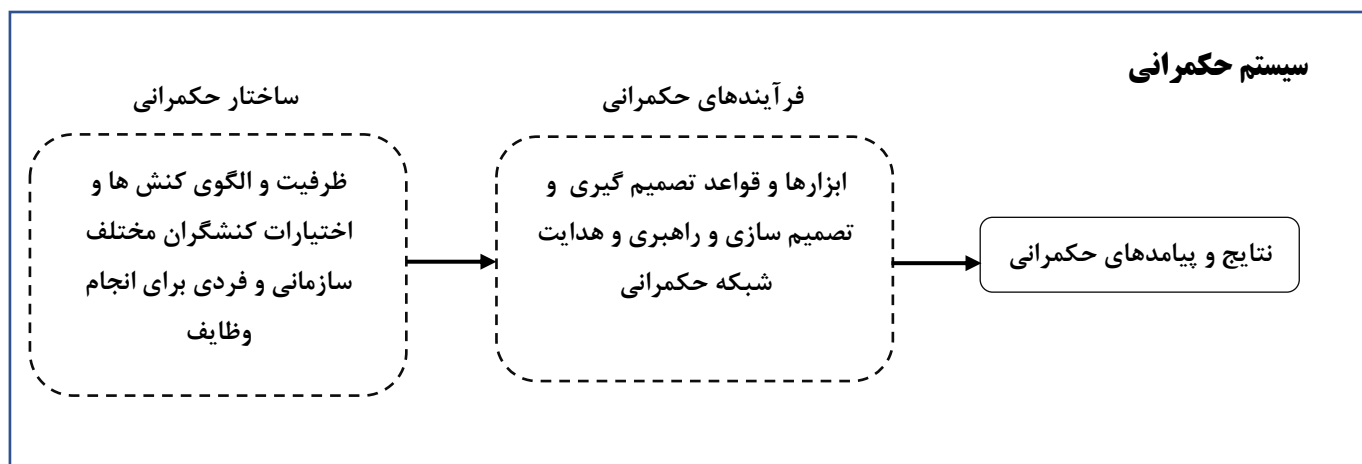 سیستم حکمرانی
ساختار حکمرانی
ظرفیت و الگوی کنش ها و
اختیارات کنشگران مختلف
سازمانی و فردی برای انجام
وظایف
فرآیندهای حکمرانی
ابزارها و قواعد تصمیم گیری و
تصمیم سازی و راهبری و هدایت
شبکه حکمرانی
نتایج و پیامدهای حکمرانی